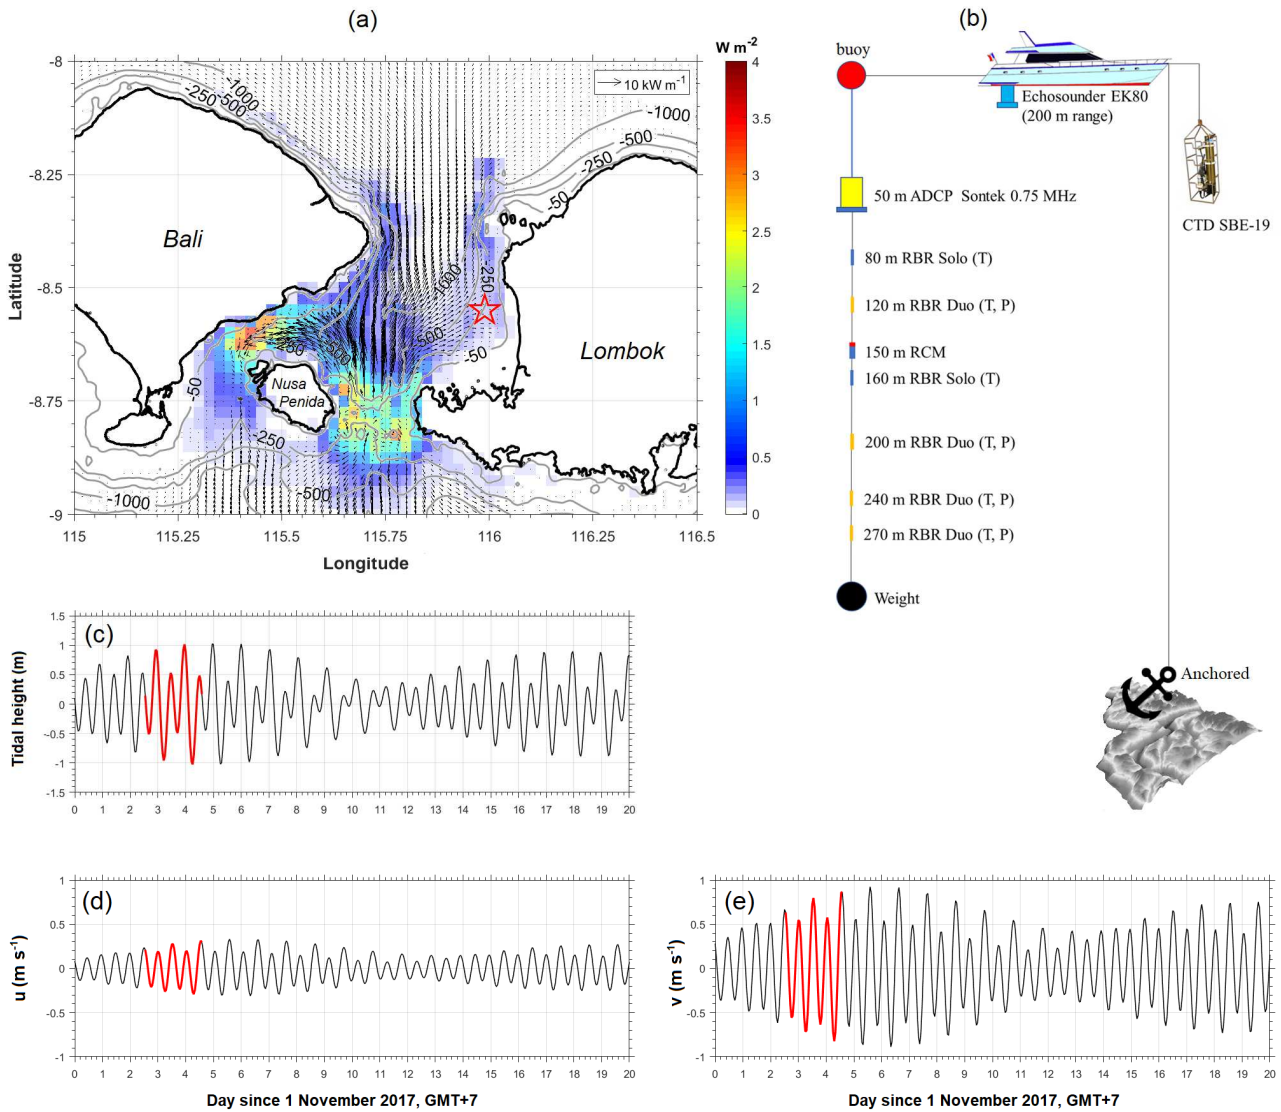 (a)
W m-2
10 kW m-1
-8
-8.25
-8.5
-8.75
-9
Latitude
115
115.25
115.5
115.75
116
116.25
116.5
Longitude
-1000
-250
-500
-1000
-500
-250
-50
Bali
-1000
-250
-500
-50
-250
-500
Lombok
Nusa
Penida
-50
-250
-500
-1000
4
3.5
3
2.5
2
1.5
1
0.5
0
(b)
buoy
Echosounder EK80
(200 m range)
50 m ADCP Sontek 0.75 MHz
CTD SBE-19
80 m RBR Solo (T)
120 m RBR Duo (T, P)
150 m RCM
160 m RBR Solo (T)
200 m RBR Duo (T, P)
240 m RBR Duo (T, P)
270 m RBR Duo (T, P)
Weight
Anchored
(c)
Tidal height (m)
1.5
1
0.5
0
-0.5
-1
-1.5
0 1 2 3 4 5 6 7 8 9 10 11 12 13 14 15 16 17 18 19 20
(d)
u (m s-1)
1
0.5
0
-0.5
-1
0 1 2 3 4 5 6 7 8 9 10 11 12 13 14 15 16 17 18 19 20
Day since 1 November 2017, GMT+7
(e)
v (m s-1)
1
0.5
0
-0.5
-1
0 1 2 3 4 5 6 7 8 9 10 11 12 13 14 15 16 17 18 19 20
Day since 1 November 2017, GMT+7